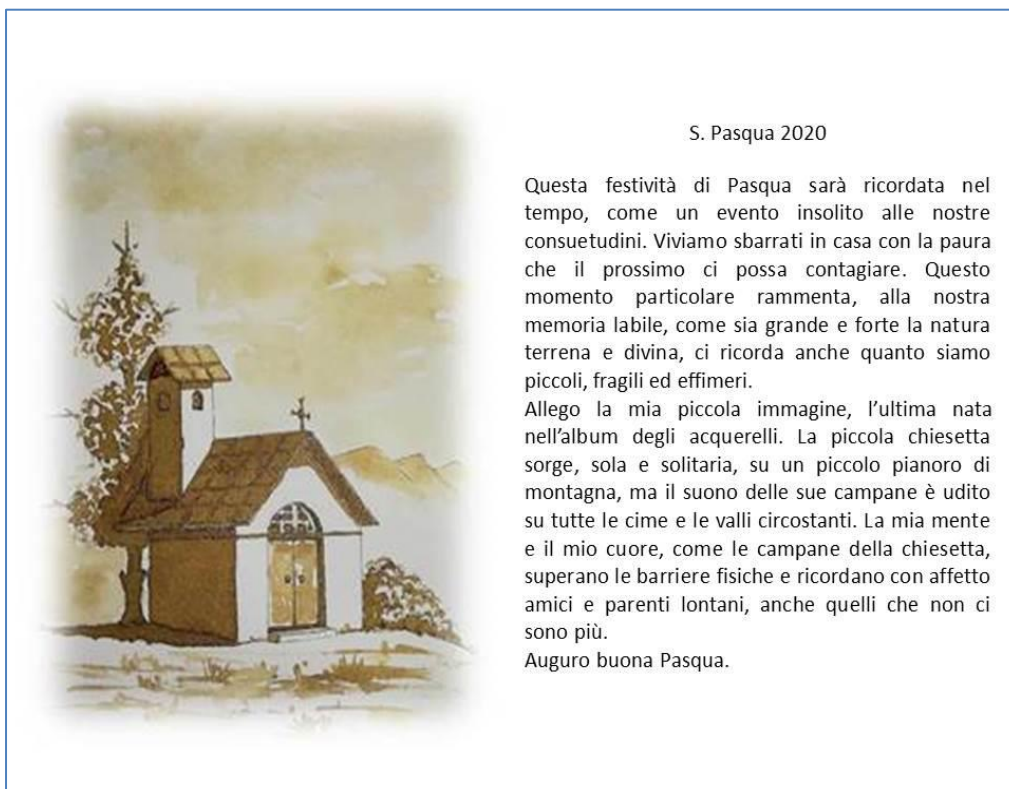 S. Pasqua 2020
Questa festività di Pasqua sarà ricordata nel
tempo, come un evento insolito alle nostre
consuetudini. Viviamo sbarrati in casa con la paura
che il prossimo ci possa contagiare. Questo
momento particolare rammenta, alla nostra
memoria labile, come sia grande e forte la natura
terrena e divina, ci ricorda anche quanto siamo
piccoli, fragili ed effimeri.
Allego la mia piccola immagine, l’ultima nata
nell’album degli acquerelli. La piccola chiesetta
sorge, sola e solitaria, su un piccolo pianoro di
montagna, ma il suono delle sue campane è udito
su tutte le cime e le valli circostanti. La mia mente
e il mio cuore, come le campane della chiesetta,
superano le barriere fisiche e ricordano con affetto
amici e parenti lontani, anche quelli che non ci
sono più.
Auguro buona Pasqua.